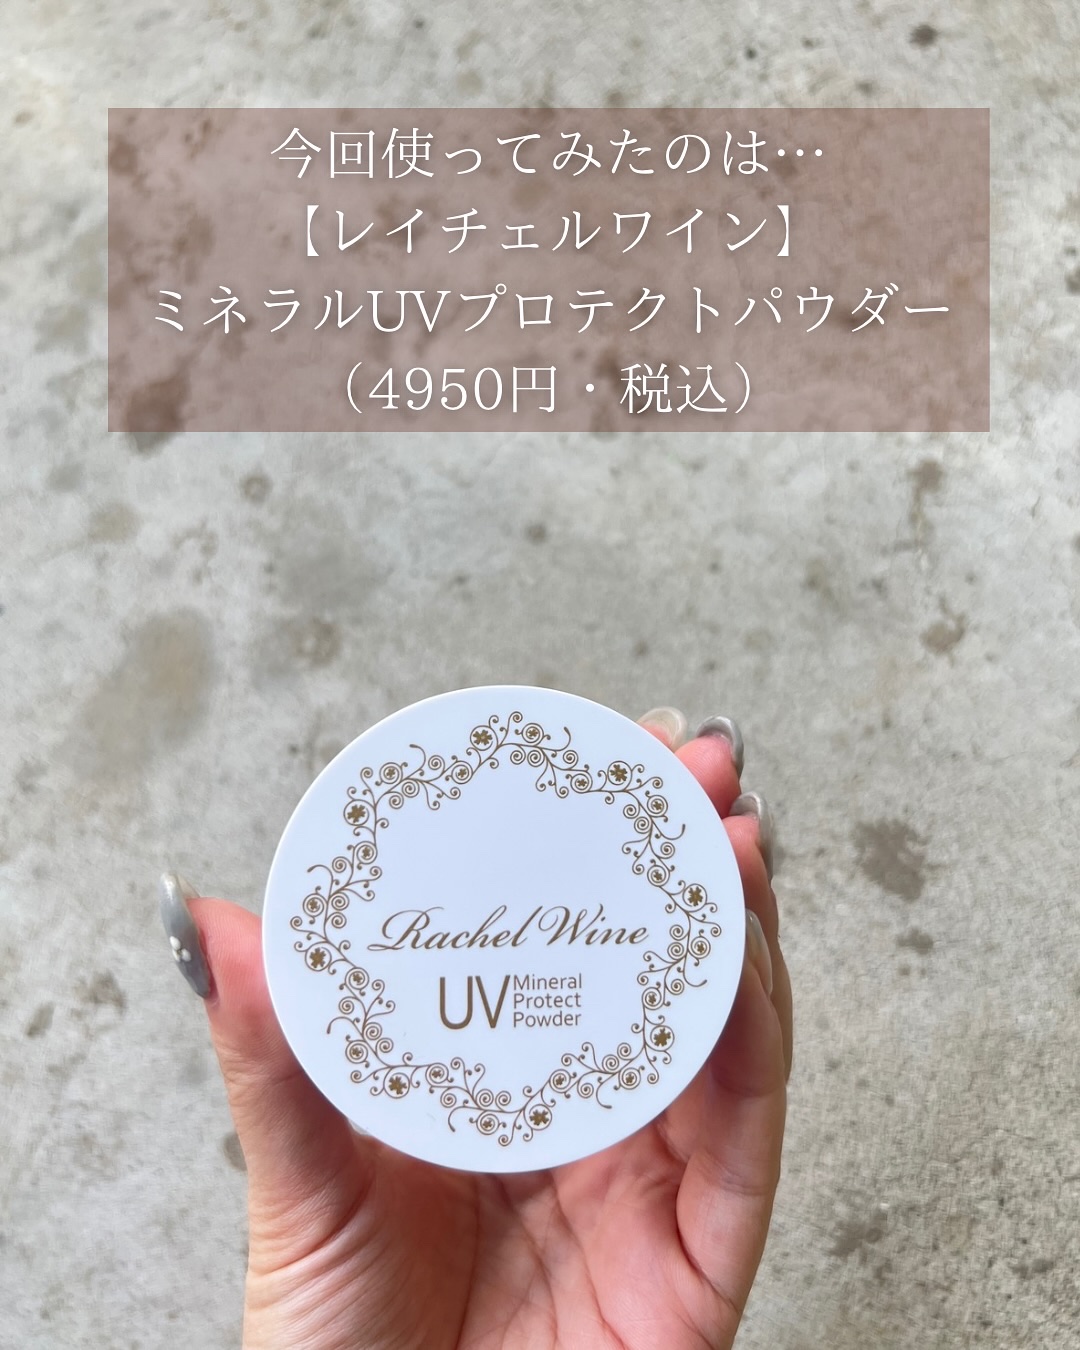 今回使ってみたのは…
【レイチェルワイン】
ミネラルUVプロテクトパウダー
（4950円・税込）
Rachel Wine
UV Mineral
Protect
Powder